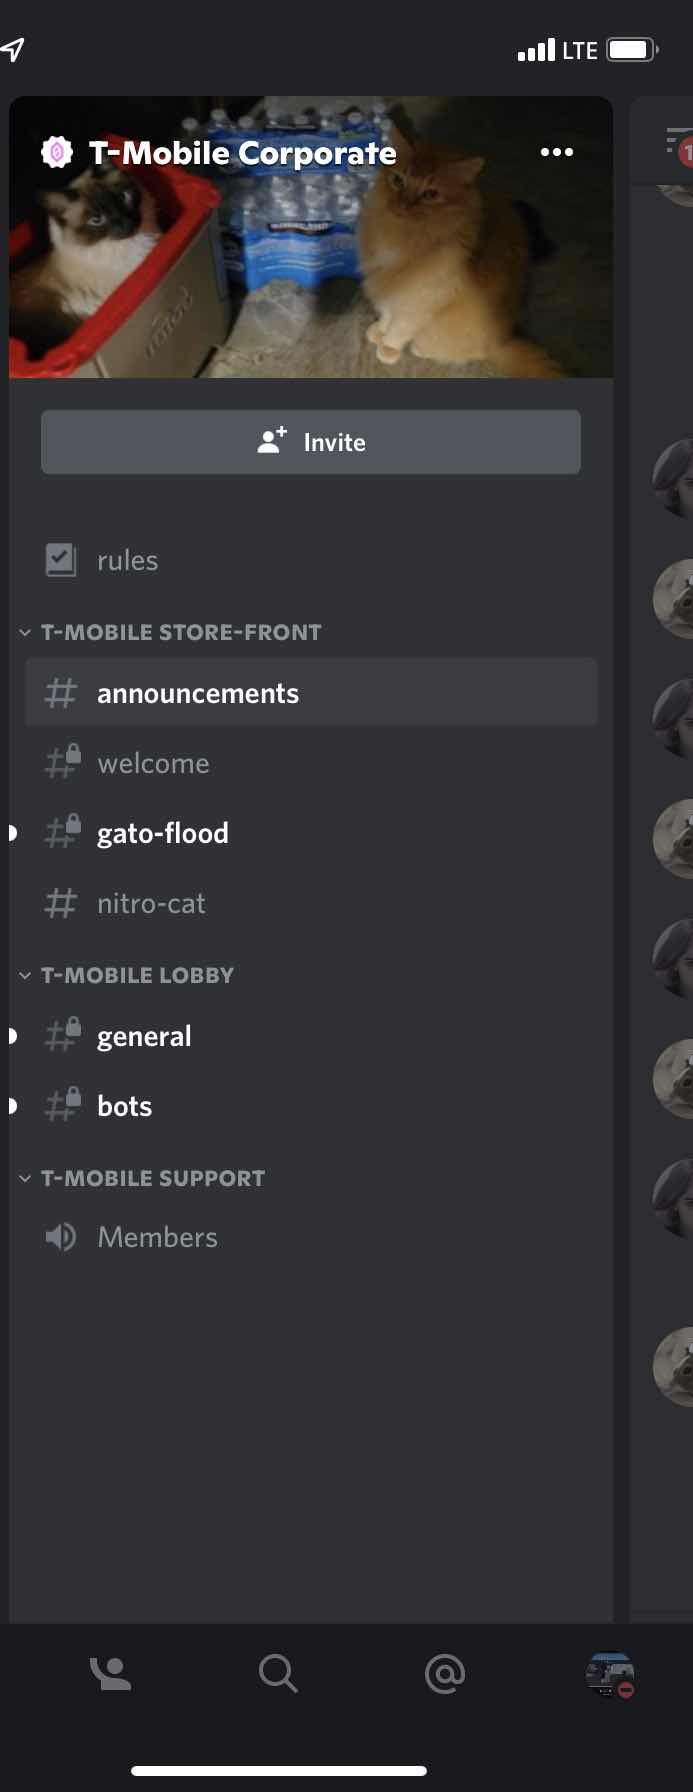 LTE
T-Mobile Corporate
Invite
rules
T-MOBILE STORE-FRONT
announcements
welcome
gato-flood
nitro-cat
T-MOBILE LOBBY
general
bots
T-MOBILE SUPPORT
Members